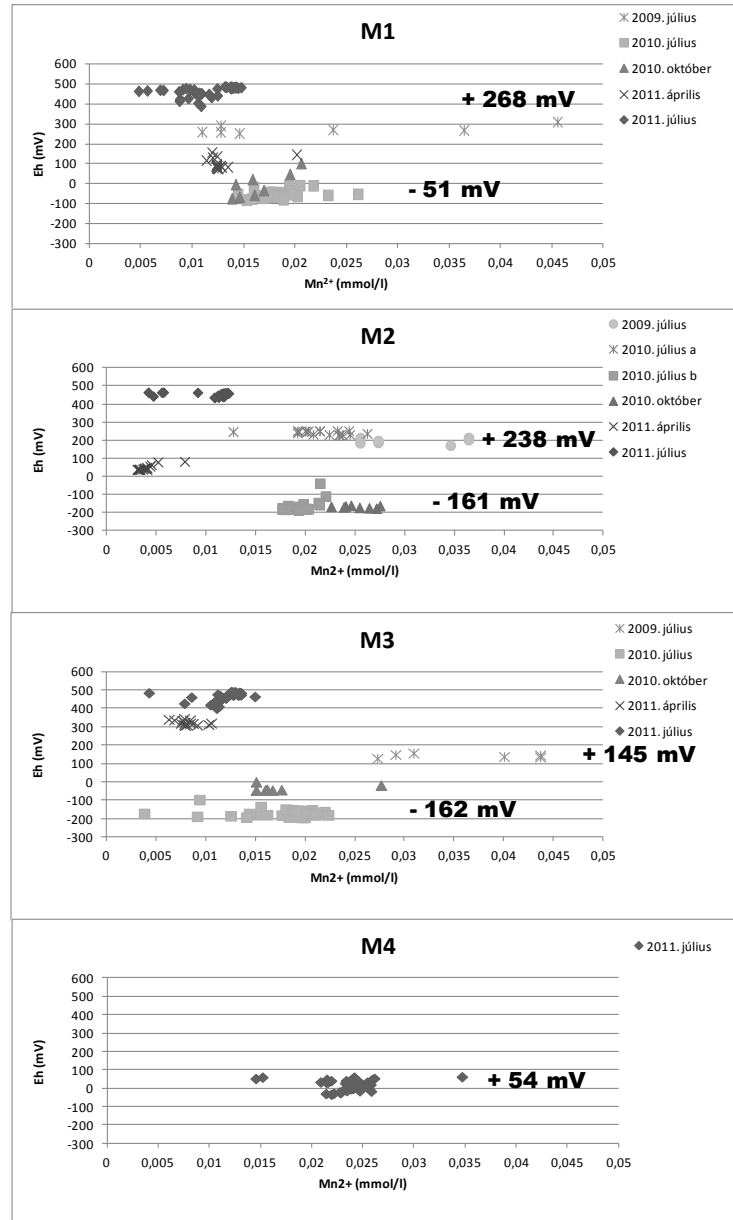 M1
2009. július
2010. július
2010. október
2011. április
2011. július
Eh (mV)
600
500
400
300
200
100
0
-100
-200
-300
+ 268 mV
- 51 mV
0 0,005 0,01 0,015 0,02 0,025 0,03 0,035 0,04 0,045 0,05
Mn²⁺ (mmol/l)
M2
2009. július
2010. július a
2010. július b
2010. október
2011. április
2011. július
Eh (mV)
600
500
400
300
200
100
0
-100
-200
-300
+ 238 mV
- 161 mV
0 0,005 0,01 0,015 0,02 0,025 0,03 0,035 0,04 0,045 0,05
Mn2+ (mmol/l)
M3
2009. július
2010. július
2010. október
2011. április
2011. július
Eh (mV)
600
500
400
300
200
100
0
-100
-200
-300
+ 145 mV
- 162 mV
0 0,005 0,01 0,015 0,02 0,025 0,03 0,035 0,04 0,045 0,05
Mn2+ (mmol/l)
M4
2011. július
Eh (mV)
600
500
400
300
200
100
0
-100
-200
-300
+ 54 mV
0 0,005 0,01 0,015 0,02 0,025 0,03 0,035 0,04 0,045 0,05
Mn2+ (mmol/l)